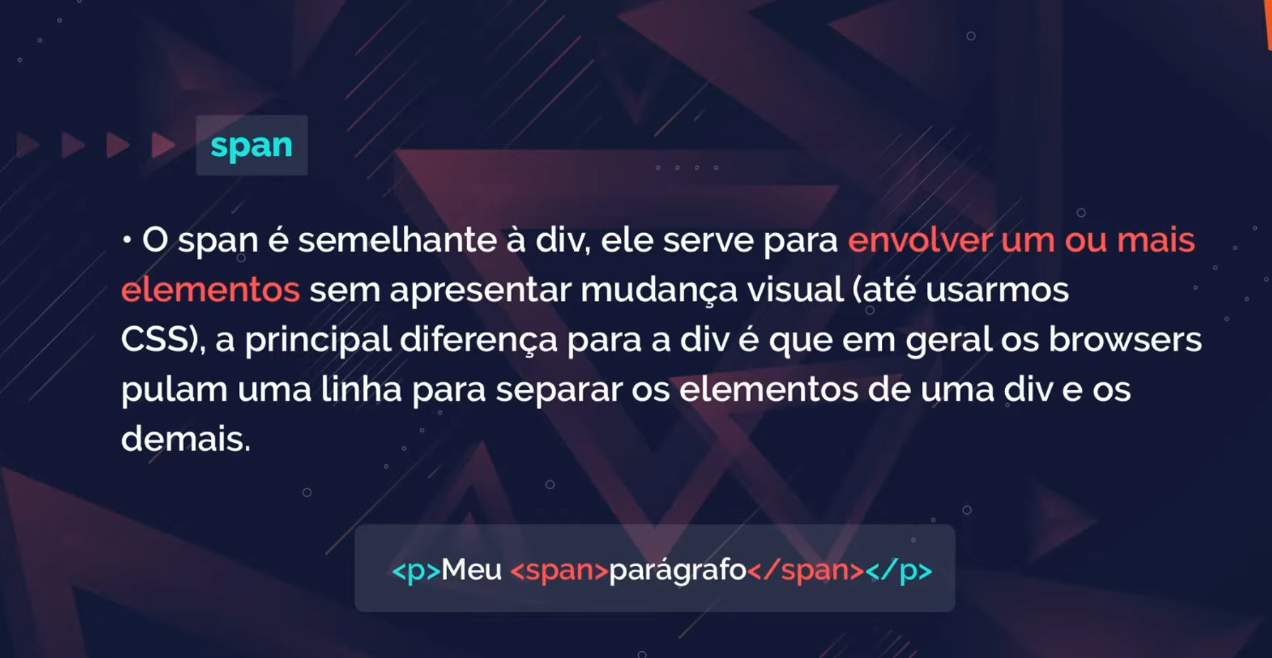 span
• O span é semelhante à div, ele serve para envolver um ou mais
elementos sem apresentar mudança visual (até usarmos
CSS), a principal diferença para a div é que em geral os browsers
pulam uma linha para separar os elementos de uma div e os
demais.
<p>Meu <span>parágrafo</span></p>